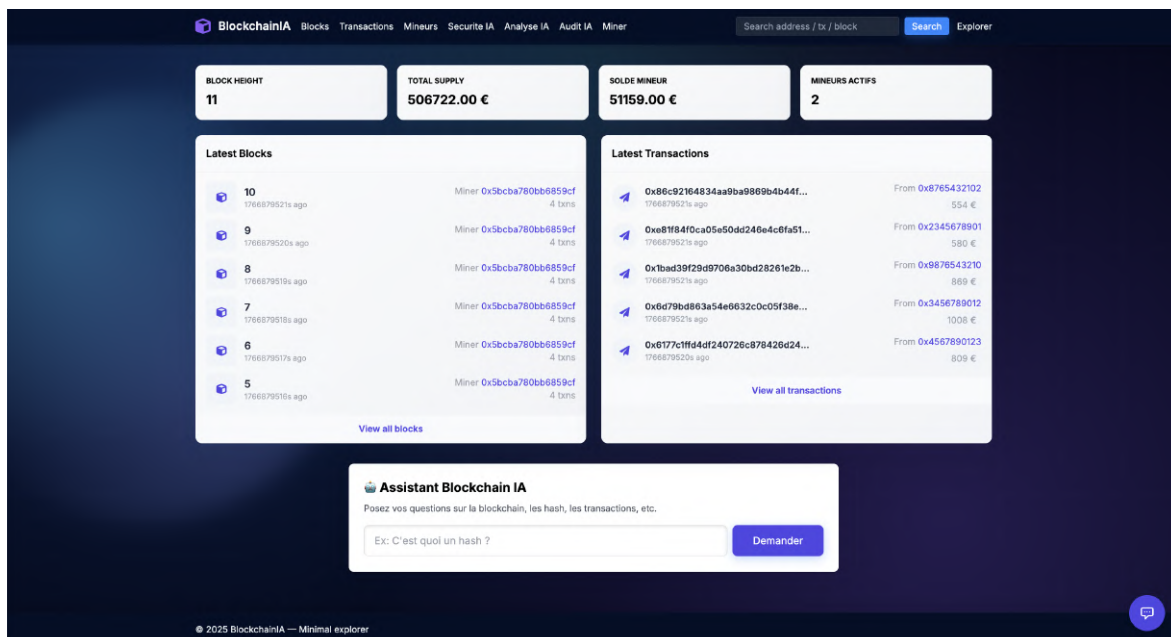 BlockchainIA Blocks Transactions Mineurs Securite IA Analyse IA Audit IA Miner Search address / tx / block Search Explorer
BLOCK HEIGHT
11
TOTAL SUPPLY
506722.00 €
SOLDE MINEUR
51159.00 €
MINEURS ACTIFS
2
Latest Blocks
10 Miner 0x5bcba780bb6859cf
1766879521s ago 4 txns
9 Miner 0x5bcba780bb6859cf
1766879520s ago 4 txns
8 Miner 0x5bcba780bb6859cf
1766879519s ago 4 txns
7 Miner 0x5bcba780bb6859cf
1766879518s ago 4 txns
6 Miner 0x5bcba780bb6859cf
1766879517s ago 4 txns
5 Miner 0x5bcba780bb6859cf
1766879516s ago 4 txns
View all blocks
Latest Transactions
0x86c92164834aa9ba9869b4b44f... From 0x8765432102
1766879521s ago 554 €
0xe81f84f0ca05e50dd246e4c6fa51... From 0x2345678901
1766879521s ago 580 €
0x1bad39f29d9706a30bd28261e2b... From 0x9876543210
1766879521s ago 869 €
0x6d79bd863a54e6632c0c05f38e... From 0x3456789012
1766879521s ago 1008 €
0x6177c1ffd4df240726c878426d24... From 0x4567890123
1766879520s ago 809 €
View all transactions
Assistant Blockchain IA
Posez vos questions sur la blockchain, les hash, les transactions, etc.
Ex: C'est quoi un hash ? Demander
© 2025 BlockchainIA — Minimal explorer